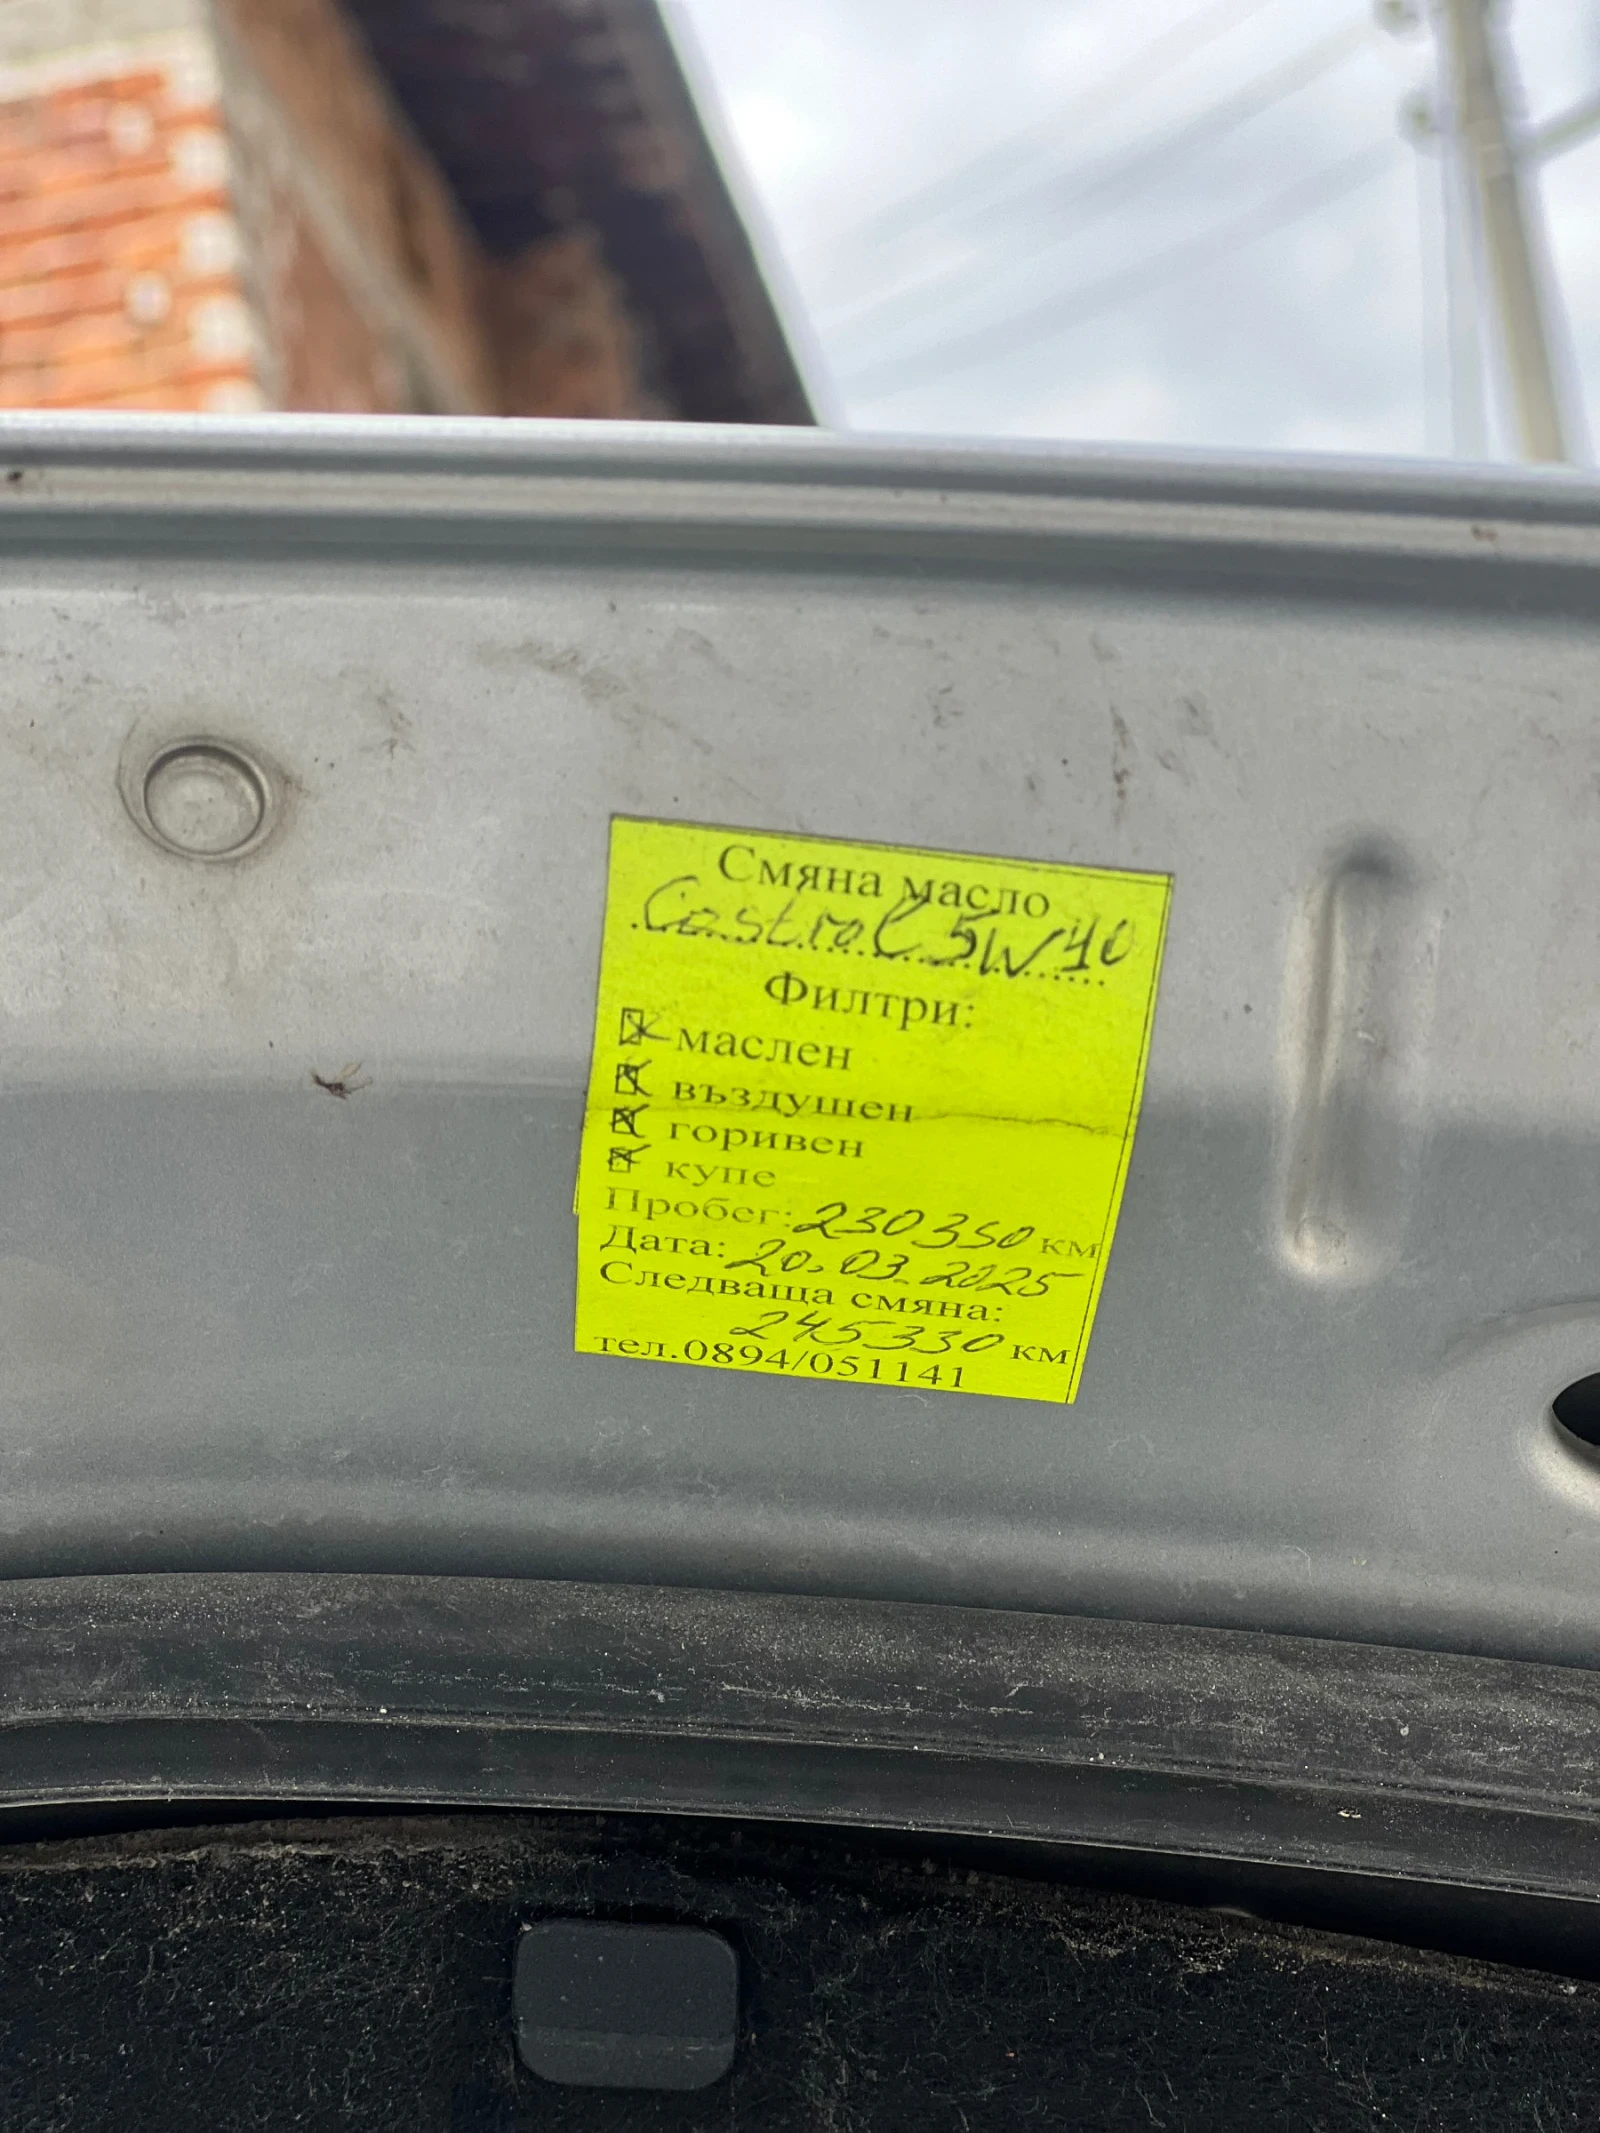 Смяна масло
Castrol 5W40
Филтри:
маслен
въздушен
горивен
купе
Пробег: 230350 км
Дата: 20.03.2025
Следваща смяна:
245330 км
тел.0894/051141